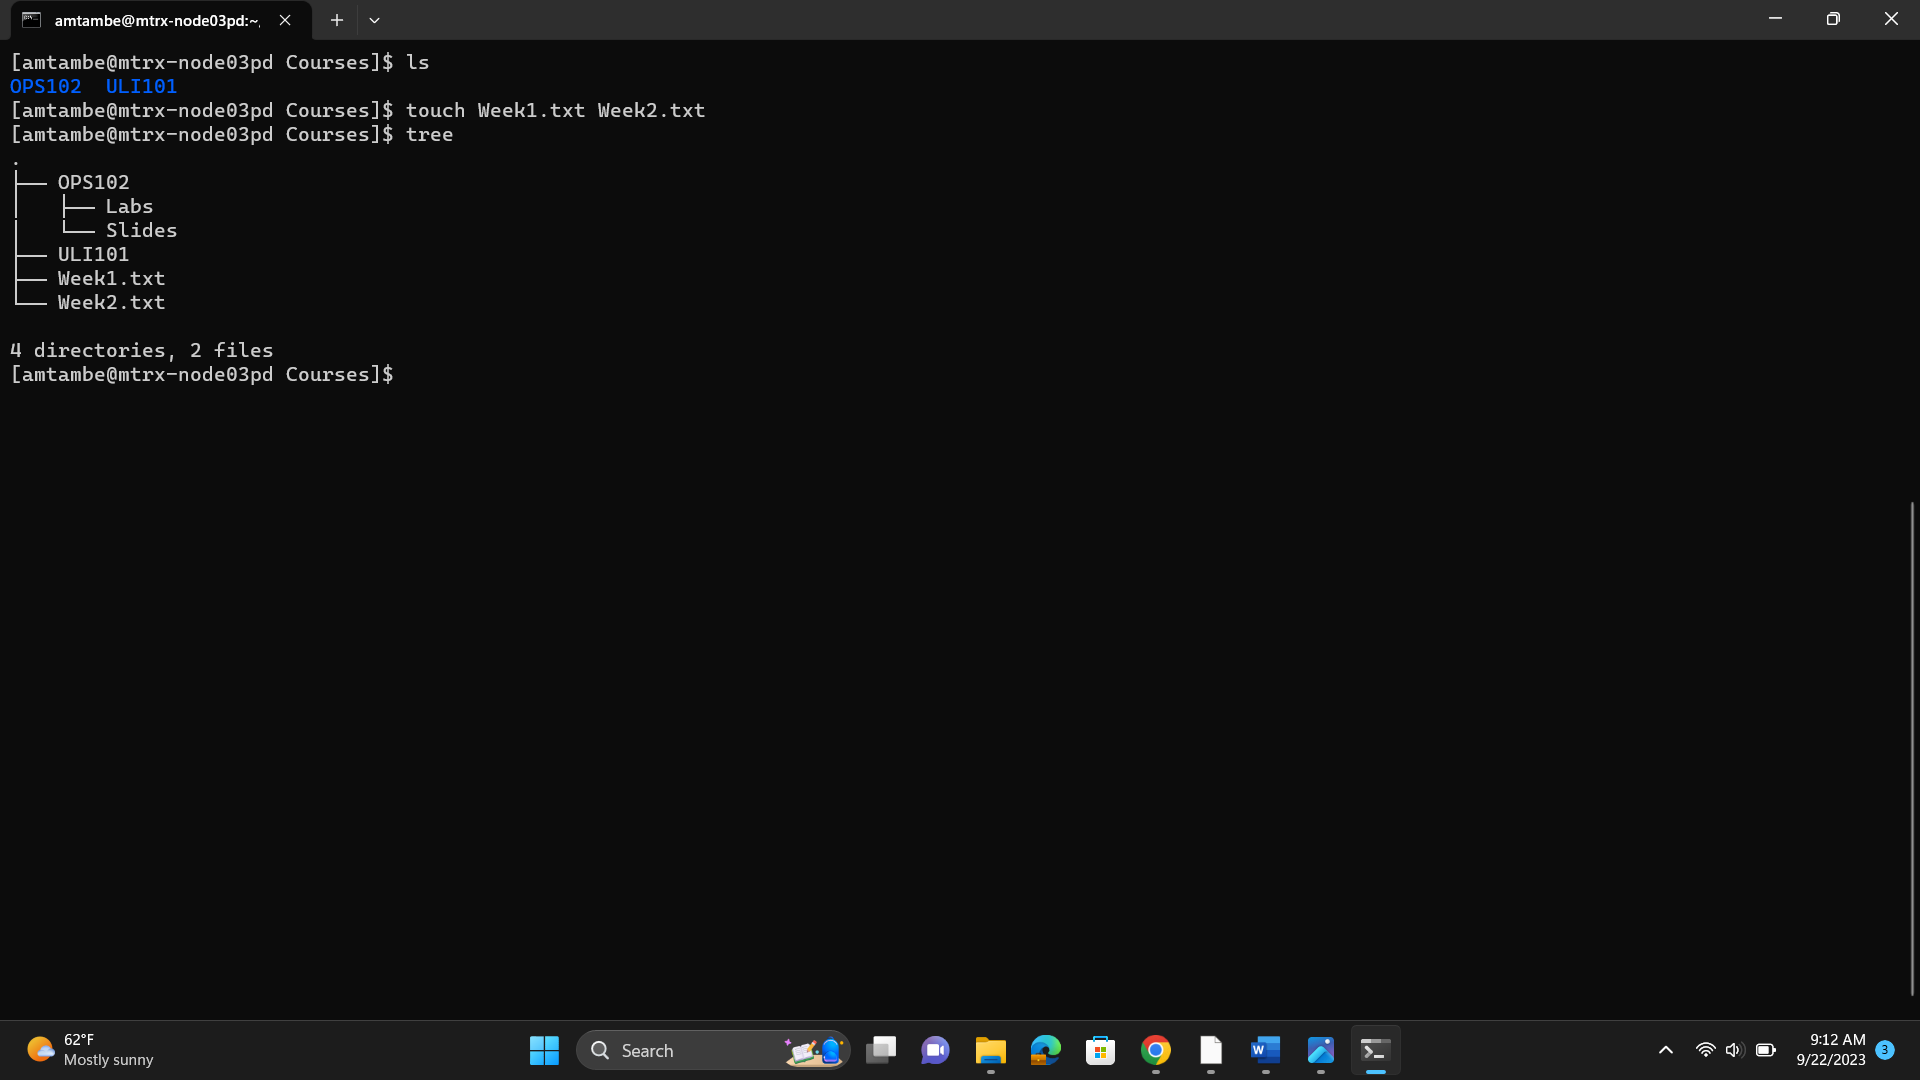 amtambe@mtrx-node03pd:~,
[amtambe@mtrx-node03pd Courses]$ ls
OPS102  ULI101
[amtambe@mtrx-node03pd Courses]$ touch Week1.txt Week2.txt
[amtambe@mtrx-node03pd Courses]$ tree
.
├── OPS102
│   ├── Labs
│   └── Slides
├── ULI101
├── Week1.txt
└── Week2.txt
4 directories, 2 files
[amtambe@mtrx-node03pd Courses]$
62°F
Mostly sunny
Search
W
9:12 AM
9/22/2023
3